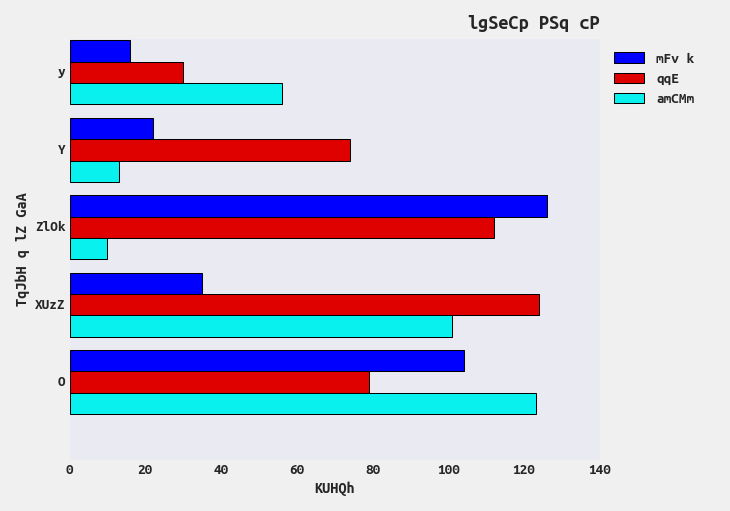 lgSeCp PSq cP
mFv k
qqE
amCMm
TqJbH q lZ GaA
y
Y
ZlOk
XUzZ
O
0 20 40 60 80 100 120 140
KUHQh